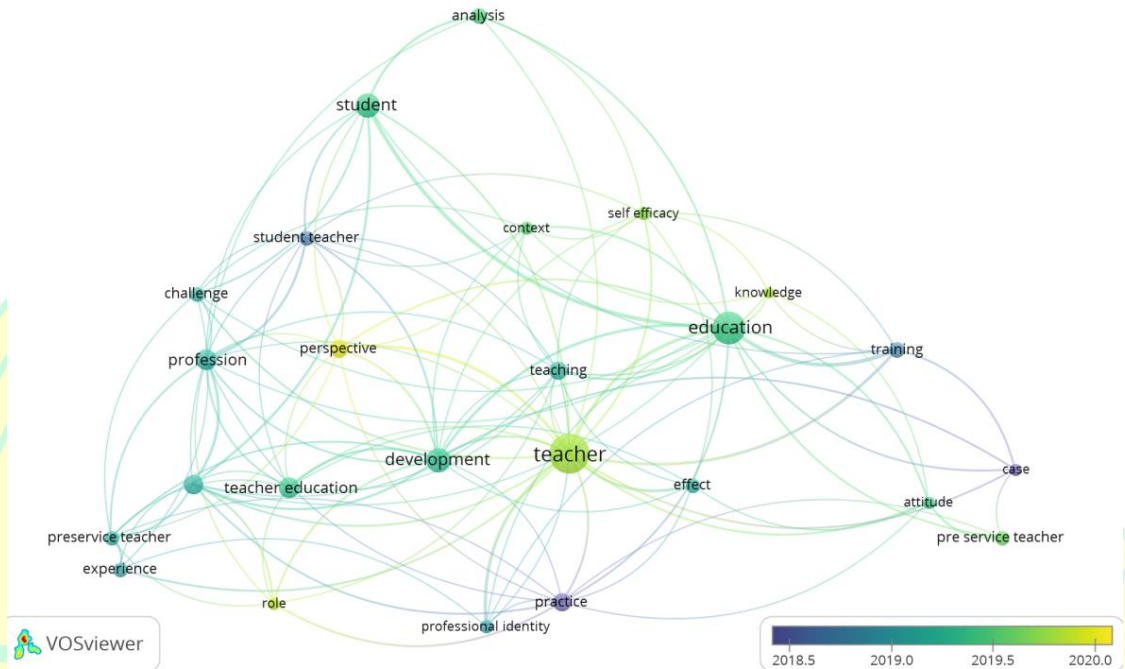 analysis
student
self efficacy
context
student teacher
challenge
knowledge
education
perspective
training
profession
teaching
teacher
development
case
effect
teacher education
attitude
preservice teacher
pre service teacher
experience
role
practice
professional identity
VOSviewer
2018.5 2019.0 2019.5 2020.0